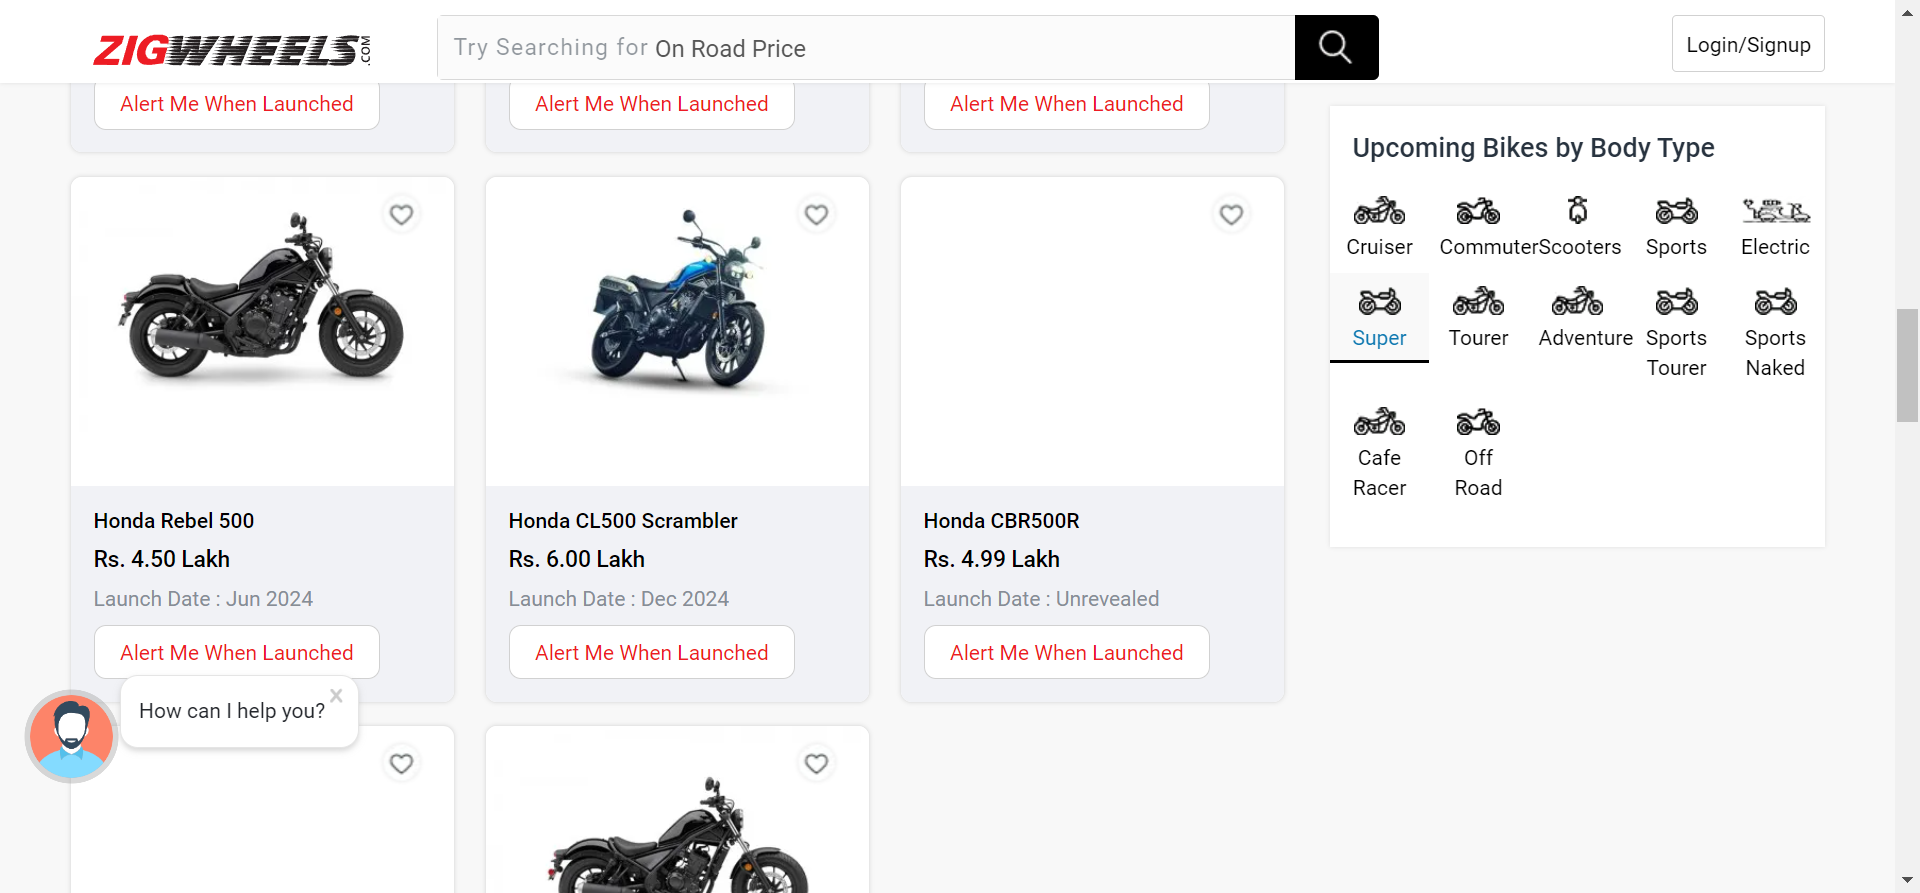 ZIGWHEELS.COM
Try Searching for On Road Price
Login/Signup
Alert Me When Launched
Alert Me When Launched
Alert Me When Launched
Honda Rebel 500
Rs. 4.50 Lakh
Launch Date : Jun 2024
Alert Me When Launched
Honda CL500 Scrambler
Rs. 6.00 Lakh
Launch Date : Dec 2024
Alert Me When Launched
Honda CBR500R
Rs. 4.99 Lakh
Launch Date : Unrevealed
Alert Me When Launched
How can I help you?
x
Upcoming Bikes by Body Type
Cruiser
Commuter
Scooters
Sports
Electric
Super
Tourer
Adventure
Sports
Tourer
Sports
Naked
Cafe
Racer
Off
Road